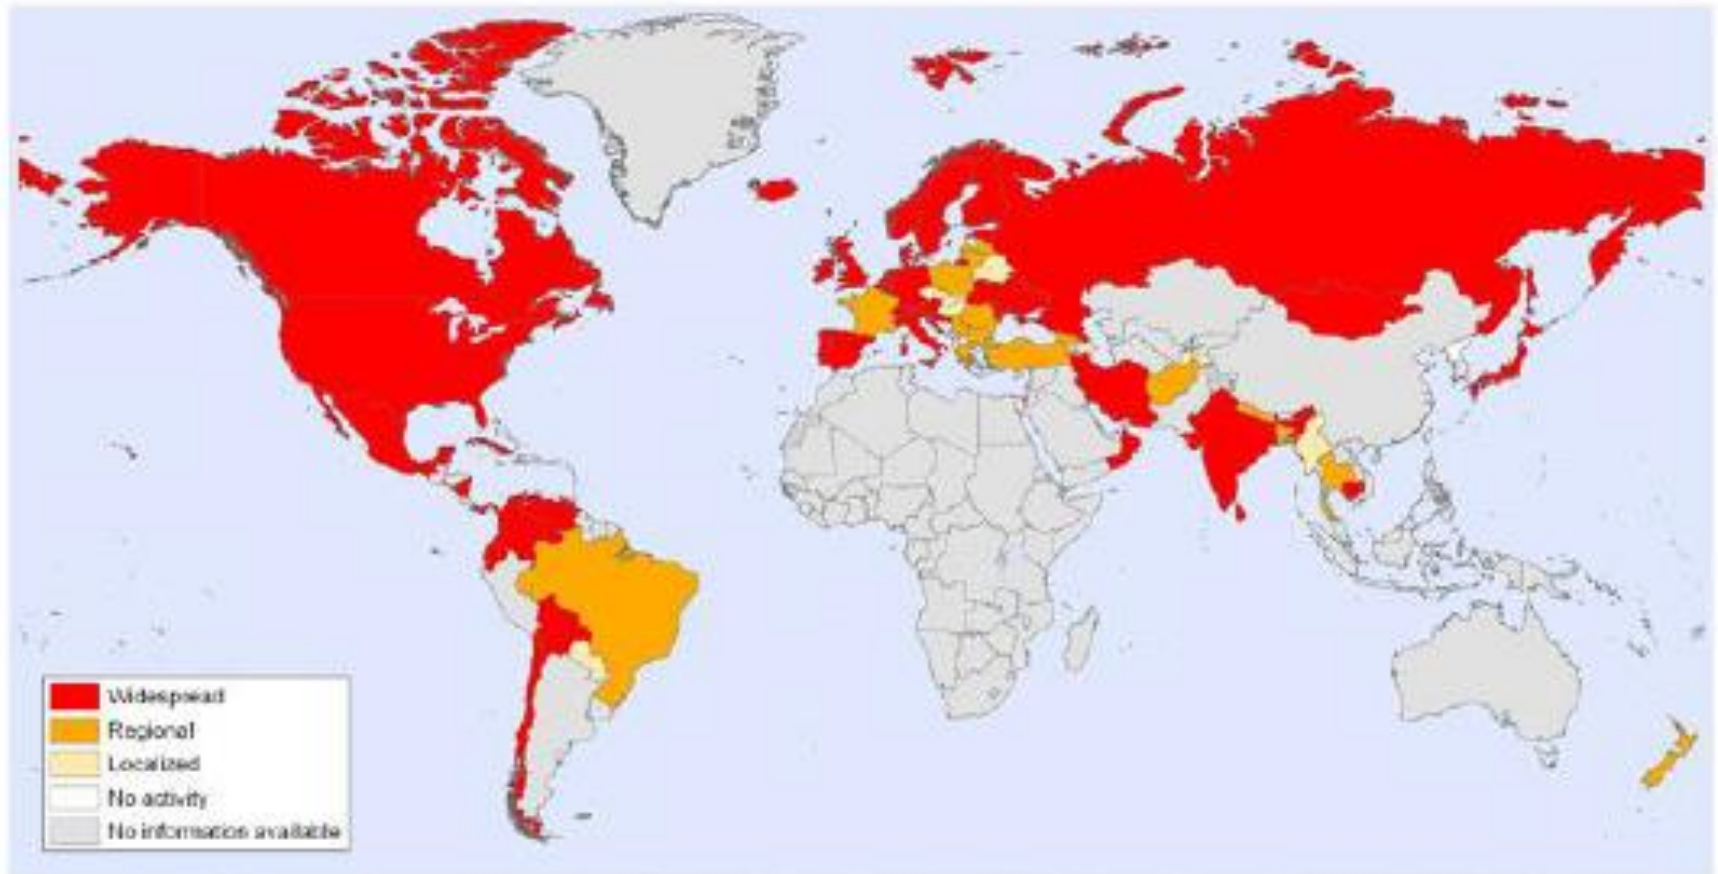 Widespread
Regional
Localized
No activity
No information available